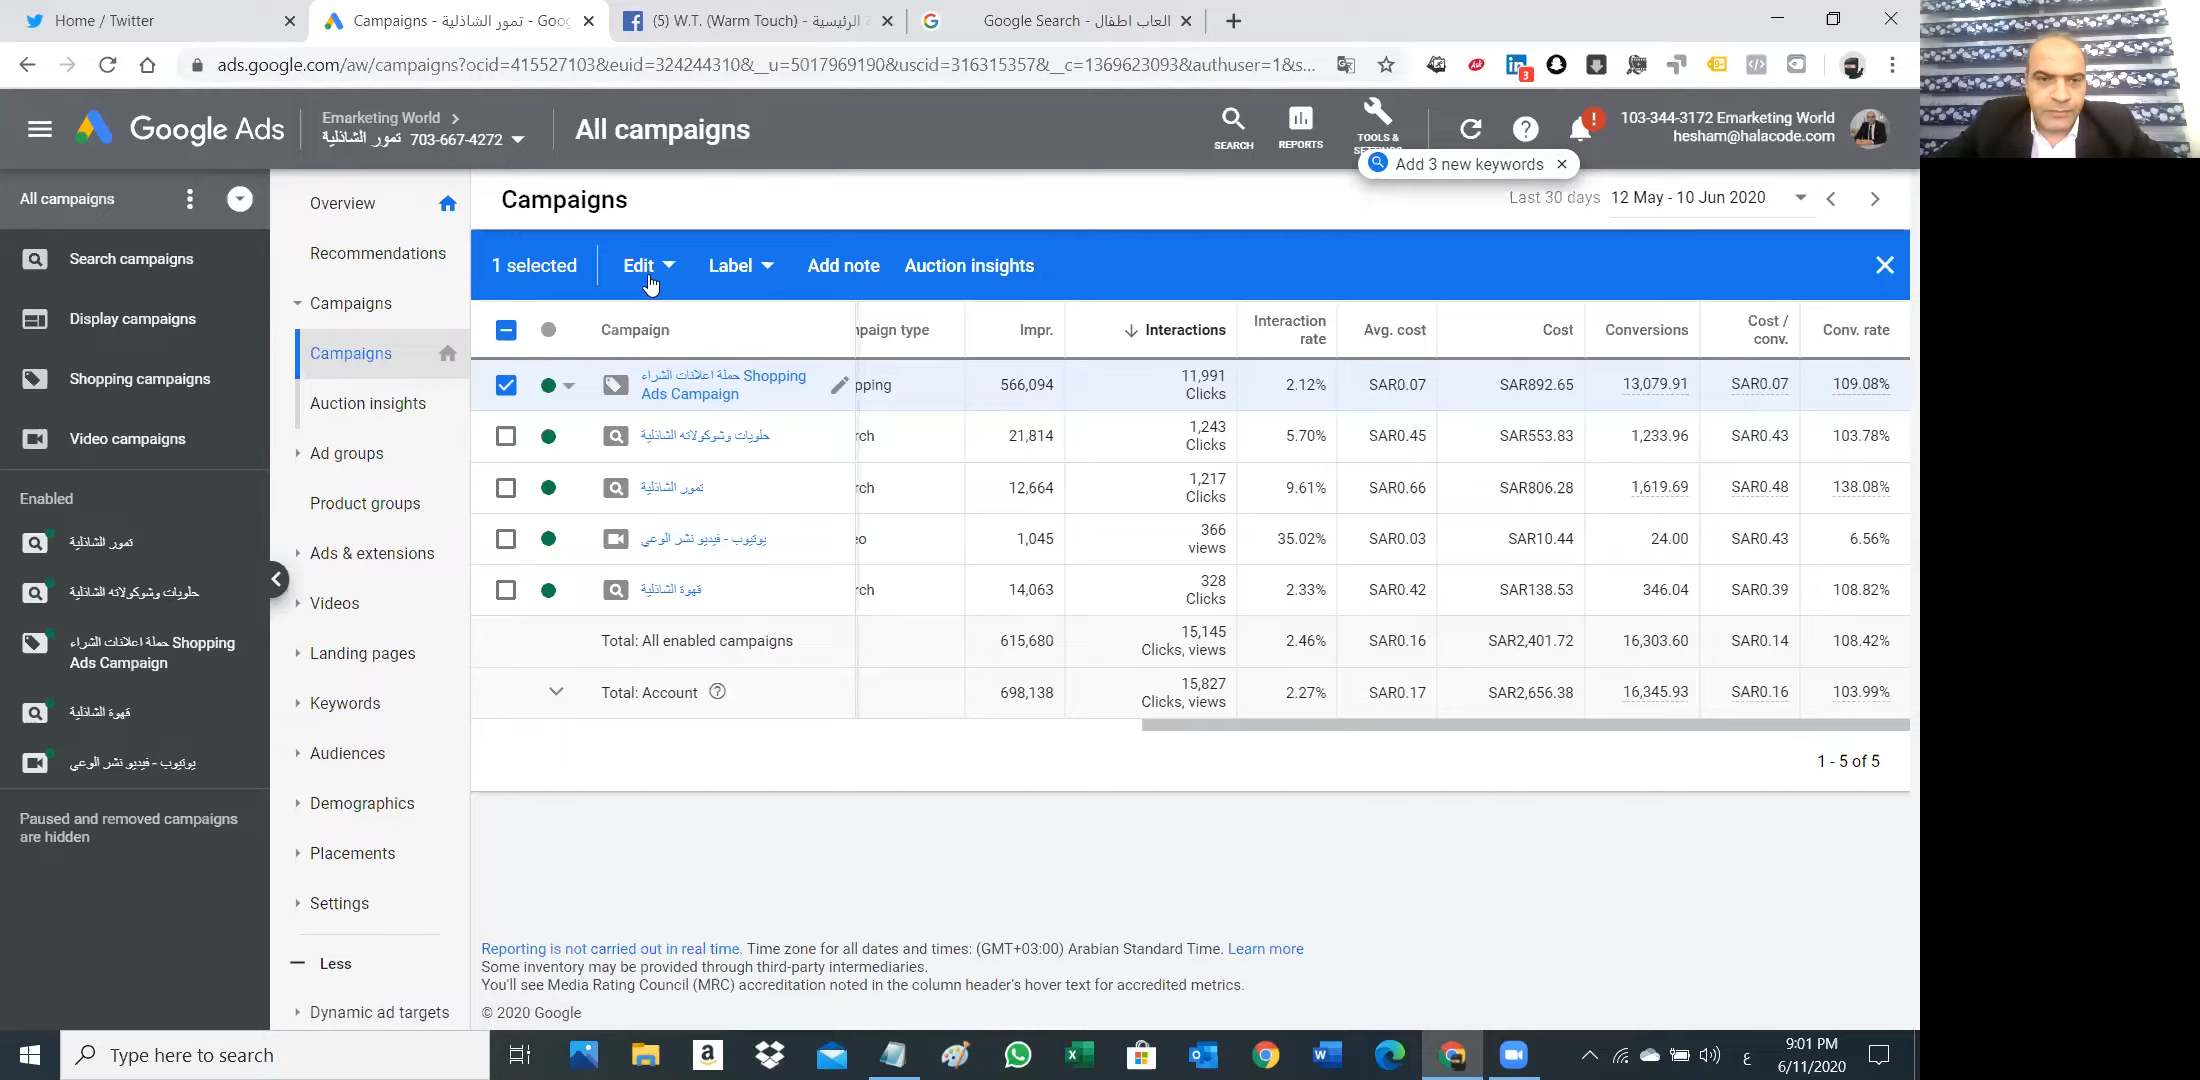 Home / Twitter
Campaigns - تمور الشاذلية - Goog
(5) W.T. (Warm Touch) - الرئيسية
العاب اطفال - Google Search
ads.google.com/aw/campaigns?ocid=415527103&euid=324244310&__u=5017969190&uscid=316315357&__c=1369623093&authuser=1&s...
3
Google Ads
Emarketing World
تمور الشاذلية 703-667-4272
All campaigns
SEARCH
REPORTS
TOOLS &
SETTINGS
!
103-344-3172 Emarketing World
hesham@halacode.com
Add 3 new keywords
All campaigns
Search campaigns
Display campaigns
Shopping campaigns
Video campaigns
Enabled
تمور الشاذلية
حلويات وشوكولاته الشاذلية
حملة اعلانات الشراء Shopping
Ads Campaign
قهوة الشاذلية
يوتيوب - فيديو نشر الوعي
Paused and removed campaigns
are hidden
Overview
Recommendations
Campaigns
Campaigns
Auction insights
Ad groups
Product groups
Ads & extensions
Videos
Landing pages
Keywords
Audiences
Demographics
Placements
Settings
Less
Dynamic ad targets
Campaigns
Last 30 days 12 May - 10 Jun 2020
1 selected Edit Label Add note Auction insights
Campaign paign type Impr. Interactions Interaction rate Avg. cost Cost Conversions Cost / conv. Conv. rate
حملة اعلانات الشراء Shopping Ads Campaign pping 566,094 11,991 Clicks 2.12% SAR0.07 SAR892.65 13,079.91 SAR0.07 109.08%
حلويات وشوكولاته الشاذلية rch 21,814 1,243 Clicks 5.70% SAR0.45 SAR553.83 1,233.96 SAR0.43 103.78%
تمور الشاذلية rch 12,664 1,217 Clicks 9.61% SAR0.66 SAR806.28 1,619.69 SAR0.48 138.08%
يوتيوب - فيديو نشر الوعي eo 1,045 366 views 35.02% SAR0.03 SAR10.44 24.00 SAR0.43 6.56%
قهوة الشاذلية rch 14,063 328 Clicks 2.33% SAR0.42 SAR138.53 346.04 SAR0.39 108.82%
Total: All enabled campaigns 615,680 15,145 Clicks, views 2.46% SAR0.16 SAR2,401.72 16,303.60 SAR0.14 108.42%
Total: Account 698,138 15,827 Clicks, views 2.27% SAR0.17 SAR2,656.38 16,345.93 SAR0.16 103.99%
1 - 5 of 5
Reporting is not carried out in real time. Time zone for all dates and times: (GMT+03:00) Arabian Standard Time. Learn more
Some inventory may be provided through third-party intermediaries.
You'll see Media Rating Council (MRC) accreditation noted in the column header's hover text for accredited metrics.
© 2020 Google
Type here to search
ع
9:01 PM
6/11/2020